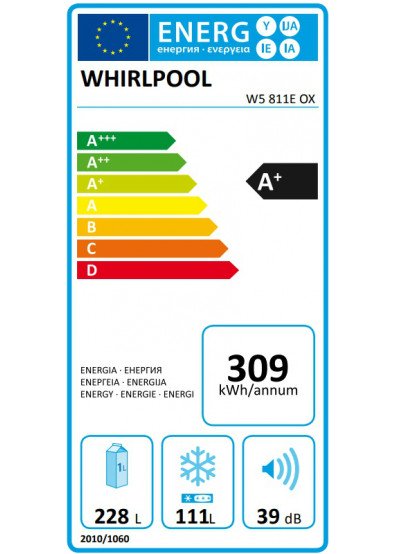 ENERG Y IJA
енергия · ενεργεια IE IA
WHIRLPOOL
W5 811E OX
A+++
A++
A+
A+
A
B
C
D
ENERGIA · ЕНЕРГИЯ
ΕΝΕΡΓΕΙΑ · ENERGIJA
ENERGY · ENERGIE · ENERGI
309
kWh/annum
1L
228 L
111L
39 dB
2010/1060